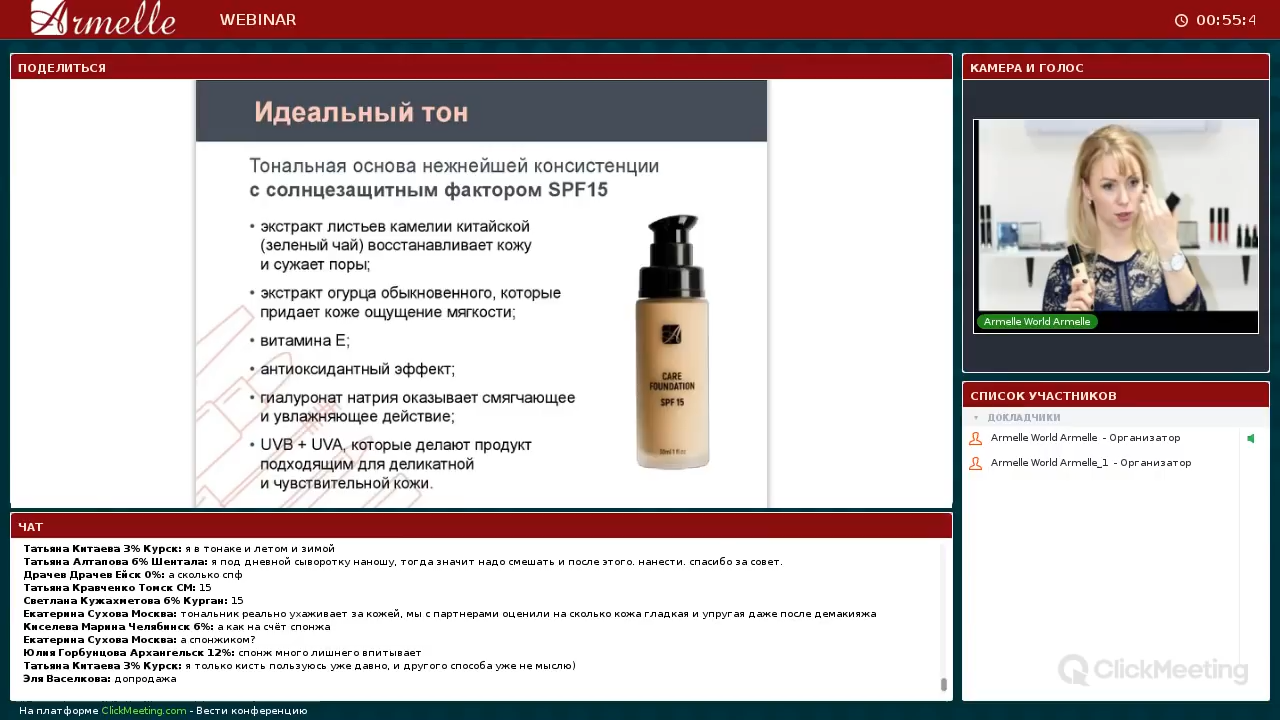 Armelle
WEBINAR
00:55:4
ПОДЕЛИТЬСЯ
Идеальный тон
Тональная основа нежнейшей консистенции
с солнцезащитным фактором SPF15
• экстракт листьев камелии китайской
(зеленый чай) восстанавливает кожу
и сужает поры;
• экстракт огурца обыкновенного, которые
придает коже ощущение мягкости;
• витамина Е;
• антиоксидантный эффект;
• гиалуронат натрия оказывает смягчающее
и увлажняющее действие;
• UVB + UVA, которые делают продукт
подходящим для деликатной
и чувствительной кожи.
CARE
FOUNDATION
SPF 15
30ml/1 fl.oz
КАМЕРА И ГОЛОС
Armelle World Armelle
СПИСОК УЧАСТНИКОВ
ДОКЛАДЧИКИ
Armelle World Armelle - Организатор
Armelle World Armelle_1 - Организатор
ЧАТ
Татьяна Китаева 3% Курск: я в тонаке и летом и зимой
Татьяна Алтапова 6% Шентала: я под дневной сыворотку наношу, тогда значит надо смешать и после этого. нанести. спасибо за совет.
Драчев Драчев Ейск 0%: а сколько спф
Татьяна Кравченко Томск СМ: 15
Светлана Кужахметова 6% Курган: 15
Екатерина Сухова Москва: тональник реально ухаживает за кожей, мы с партнерами оценили на сколько кожа гладкая и упругая даже после демакияжа
Киселева Марина Челябинск 6%: а как на счёт спонжа
Екатерина Сухова Москва: а спонжиком?
Юлия Горбунцова Архангельск 12%: спонж много лишнего впитывает
Татьяна Китаева 3% Курск: я только кисть пользуюсь уже давно, и другого способа уже не мыслю)
Эля Васелкова: допродажа
ClickMeeting
На платформе ClickMeeting.com - Вести конференцию